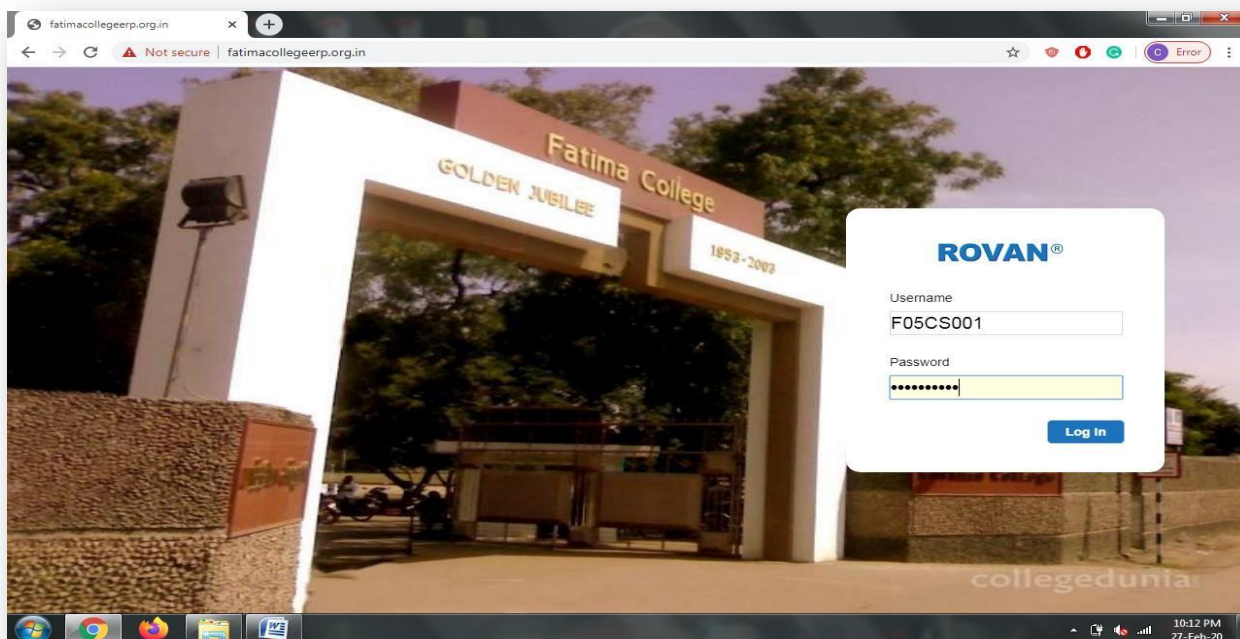 fatimacollegeerp.org.in
Not secure | fatimacollegeerp.org.in
C Error
Fatima College
GOLDEN JUBILEE
1953-2003
ROVAN®
Username
F05CS001
Password
••••••••••
Log In
collegedunia
10:12 PM
27-Feb-20